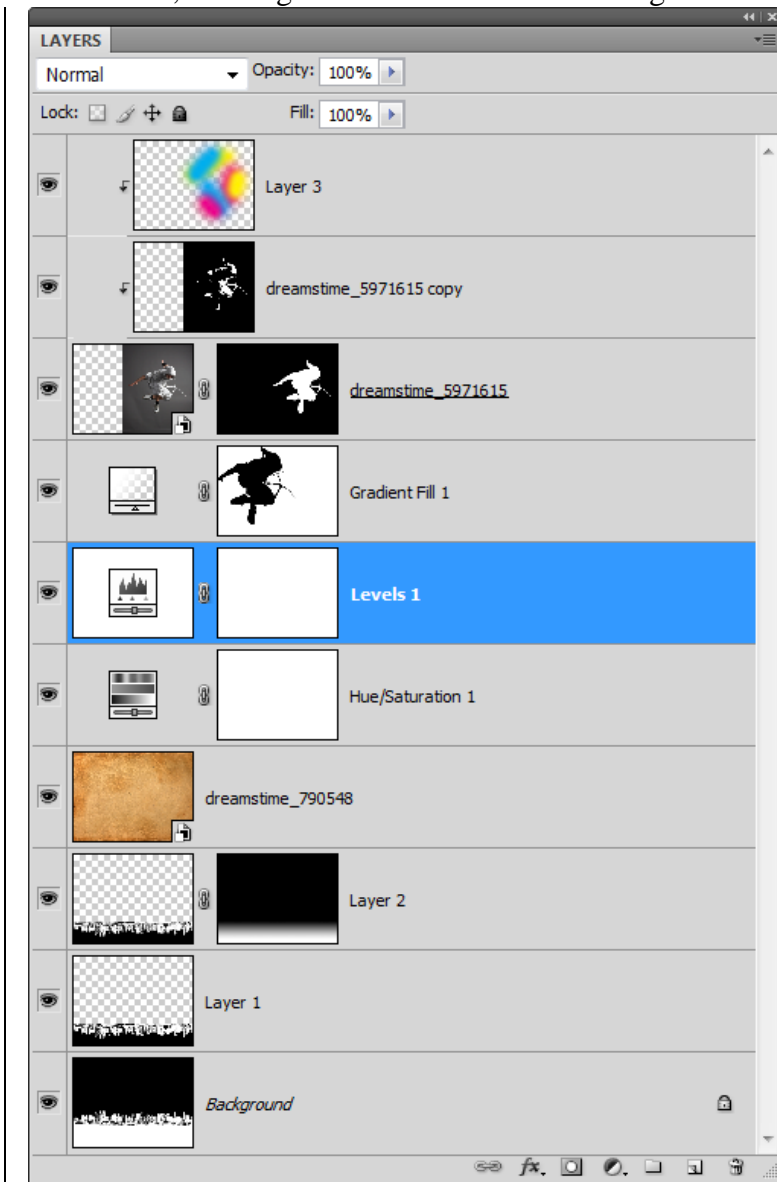 LAYERS
Normal Opacity: 100%
Lock: Fill: 100%
Layer 3
dreamstime_5971615 copy
dreamstime_5971615
Gradient Fill 1
Levels 1
Hue/Saturation 1
dreamstime_790548
Layer 2
Layer 1
Background
fx.